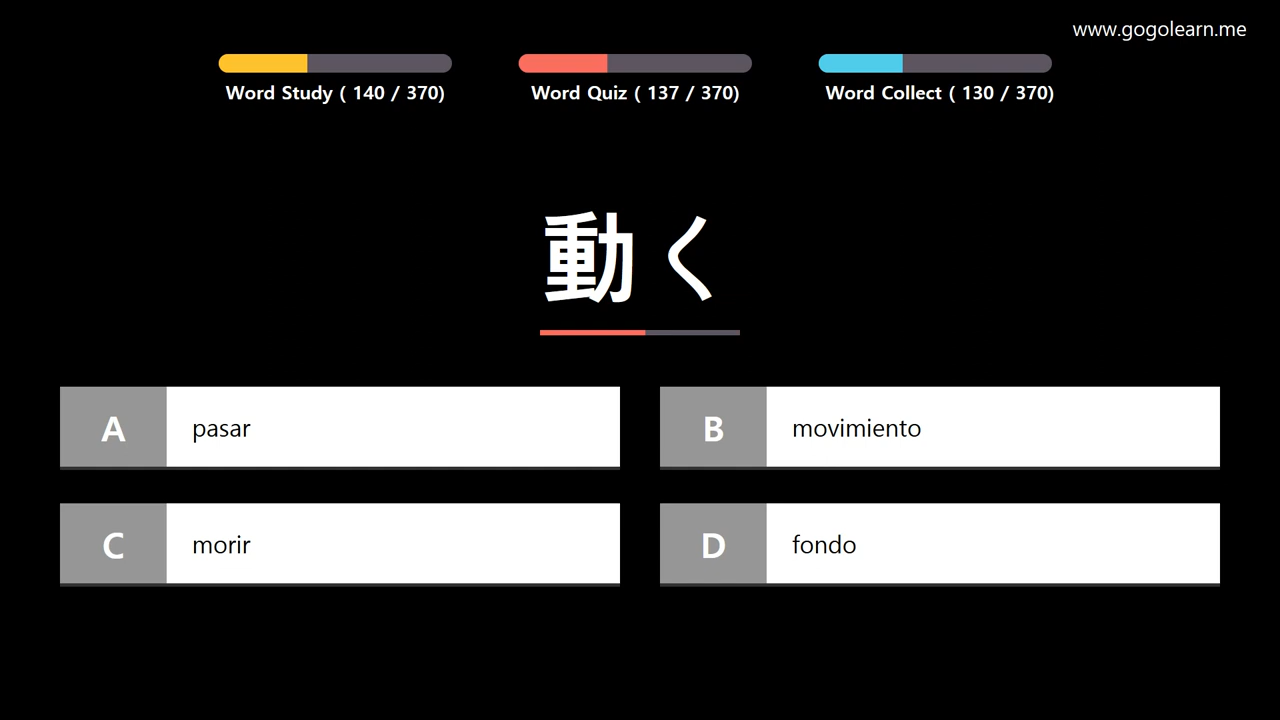 www.gogolearn.me
Word Study ( 140 / 370)
Word Quiz ( 137 / 370)
Word Collect ( 130 / 370)
動く
A pasar
B movimiento
C morir
D fondo